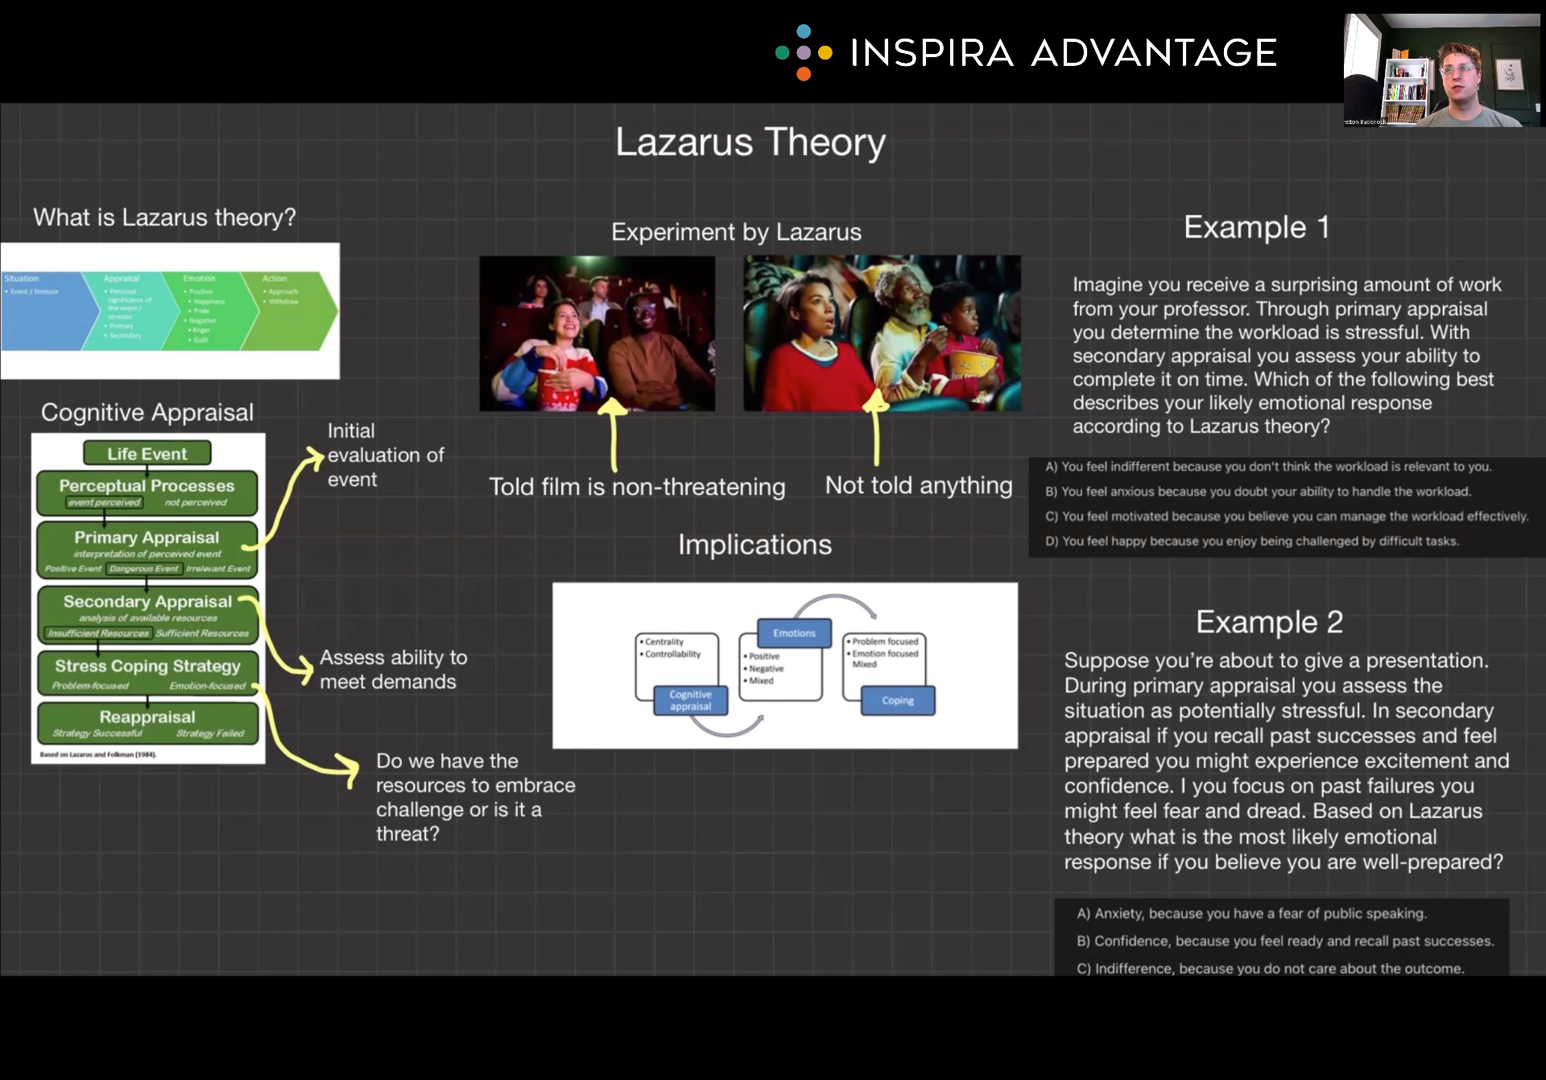 INSPIRA ADVANTAGE
Lazarus Theory
What is Lazarus theory?
Situation
• Event / Stressor
Appraisal
• Personal
significance of
the event /
stressor
• Primary
• Secondary
Emotion
• Positive
• Happiness
• Pride
• Negative
• Anger
• Guilt
Action
• Approach
• Withdraw
Cognitive Appraisal
Life Event
Perceptual Processes
event perceived not perceived
Primary Appraisal
interpretation of perceived event
Positive Event Dangerous Event Irrelevant Event
Secondary Appraisal
analysis of available resources
Insufficient Resources Sufficient Resources
Stress Coping Strategy
Problem-focused Emotion-focused
Reappraisal
Strategy Successful Strategy Failed
Based on Lazarus and Folkman (1984).
Initial
evaluation of
event
Assess ability to
meet demands
Do we have the
resources to embrace
challenge or is it a
threat?
Experiment by Lazarus
Told film is non-threatening
Not told anything
Implications
• Centrality
• Controllability
Cognitive
appraisal
Emotions
• Positive
• Negative
• Mixed
• Problem focused
• Emotion focused
Mixed
Coping
Example 1
Imagine you receive a surprising amount of work
from your professor. Through primary appraisal
you determine the workload is stressful. With
secondary appraisal you assess your ability to
complete it on time. Which of the following best
describes your likely emotional response
according to Lazarus theory?
A) You feel indifferent because you don't think the workload is relevant to you.
B) You feel anxious because you doubt your ability to handle the workload.
C) You feel motivated because you believe you can manage the workload effectively.
D) You feel happy because you enjoy being challenged by difficult tasks.
Example 2
Suppose you're about to give a presentation.
During primary appraisal you assess the
situation as potentially stressful. In secondary
appraisal if you recall past successes and feel
prepared you might experience excitement and
confidence. I you focus on past failures you
might feel fear and dread. Based on Lazarus
theory what is the most likely emotional
response if you believe you are well-prepared?
A) Anxiety, because you have a fear of public speaking.
B) Confidence, because you feel ready and recall past successes.
C) Indifference, because you do not care about the outcome.